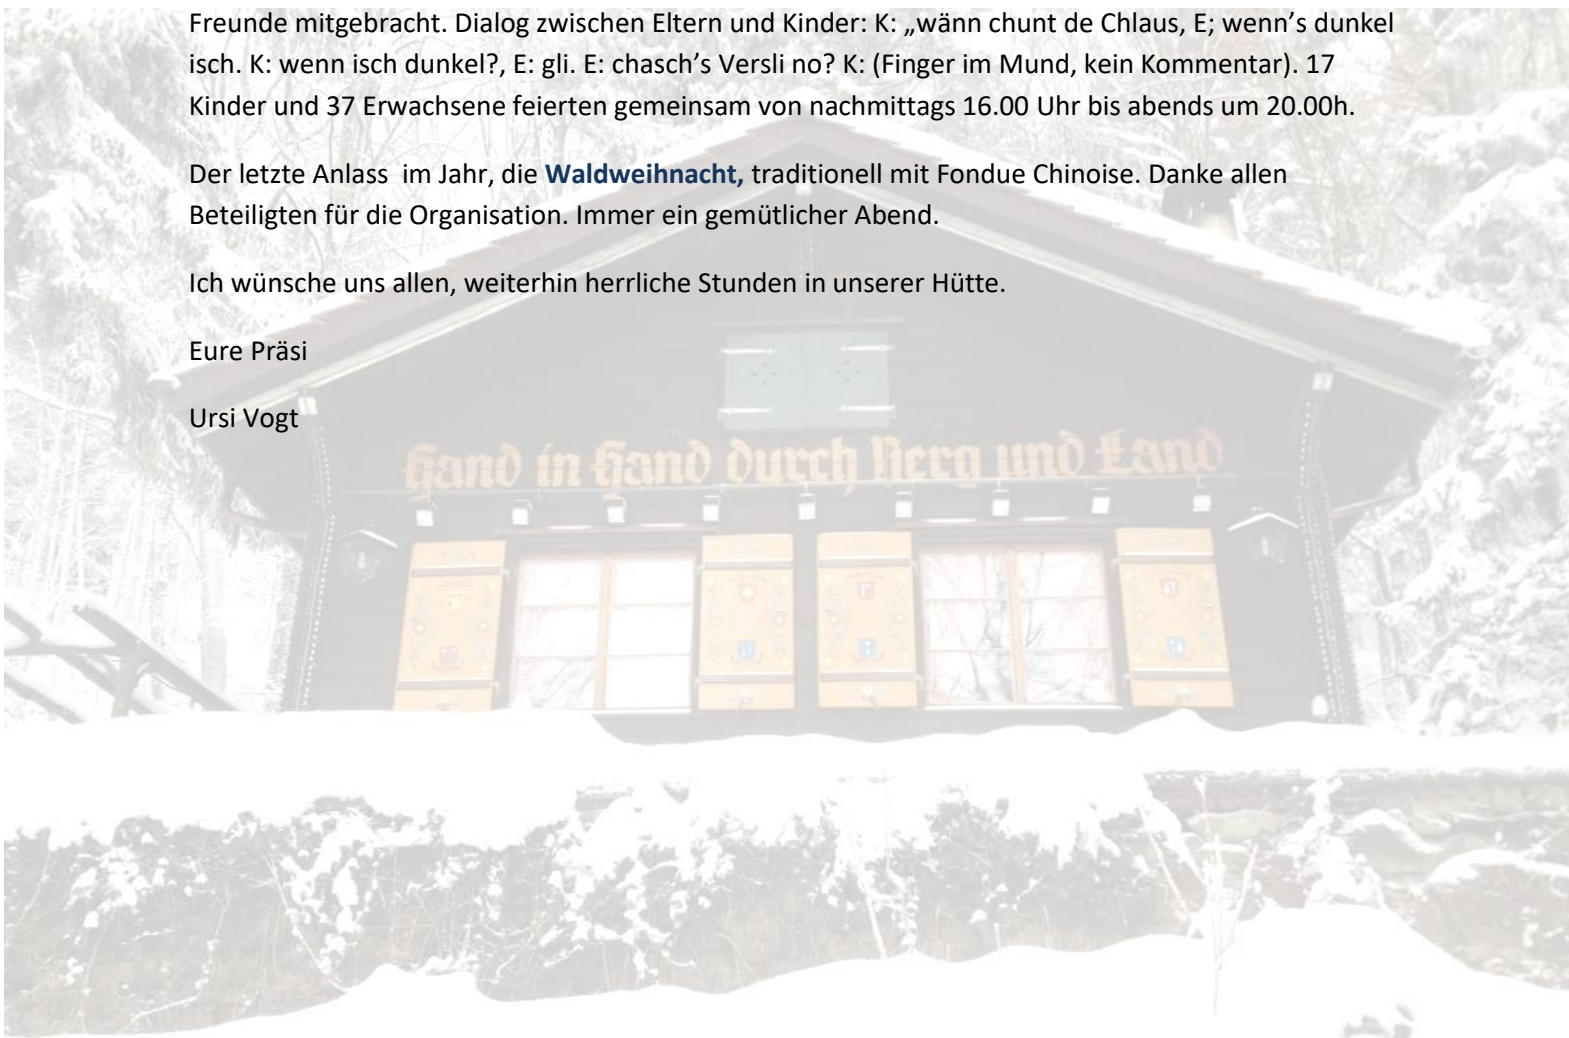 Freunde mitgebracht. Dialog zwischen Eltern und Kinder: K: „wänn chunt de Chlaus, E; wenn's dunkel
isch. K: wenn isch dunkel?, E: gli. E: chasch's Versli no? K: (Finger im Mund, kein Kommentar). 17
Kinder und 37 Erwachsene feierten gemeinsam von nachmittags 16.00 Uhr bis abends um 20.00h.
Der letzte Anlass  im Jahr, die Waldweihnacht, traditionell mit Fondue Chinoise. Danke allen
Beteiligten für die Organisation. Immer ein gemütlicher Abend.
Ich wünsche uns allen, weiterhin herrliche Stunden in unserer Hütte.
Eure Präsi
Ursi Vogt
Hand in Hand durch Berg und Land